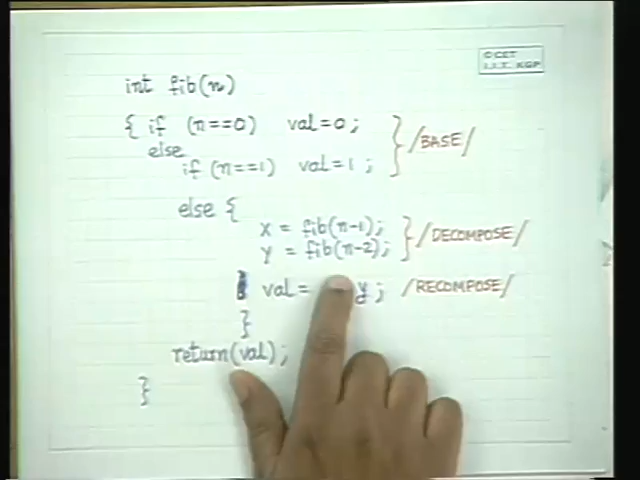 ©CET
I.I.T. KGP
int fib(n)
{ if (n==0) val=0;
else
if (n==1) val=1;
} /BASE/
else {
x = fib(n-1);
y = fib(n-2);
} /DECOMPOSE/
val= y; /RECOMPOSE/
}
return(val);
}